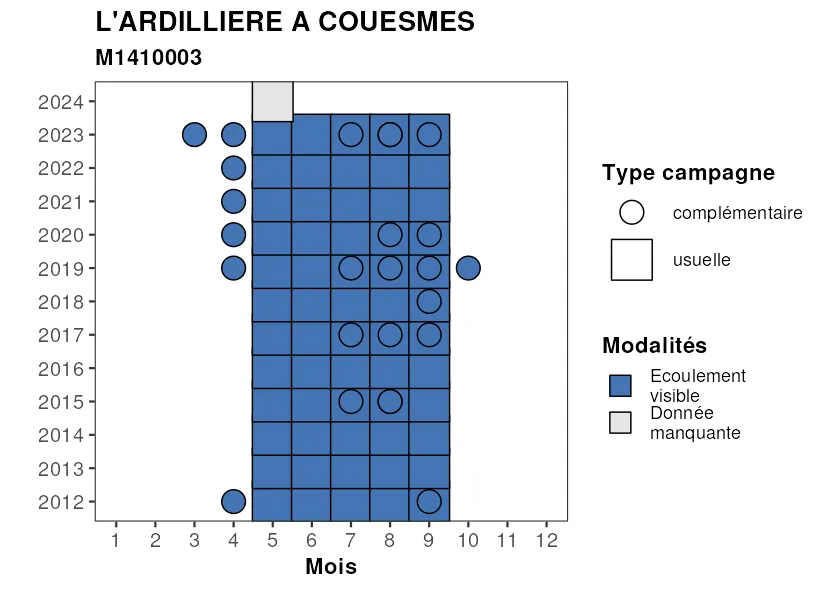 L'ARDILLIERE A COUESMES
M1410003
2024
2023
2022
2021
2020
2019
2018
2017
2016
2015
2014
2013
2012
1 2 3 4 5 6 7 8 9 10 11 12
Mois
Type campagne
complémentaire
usuelle
Modalités
Ecoulement
visible
Donnée
manquante